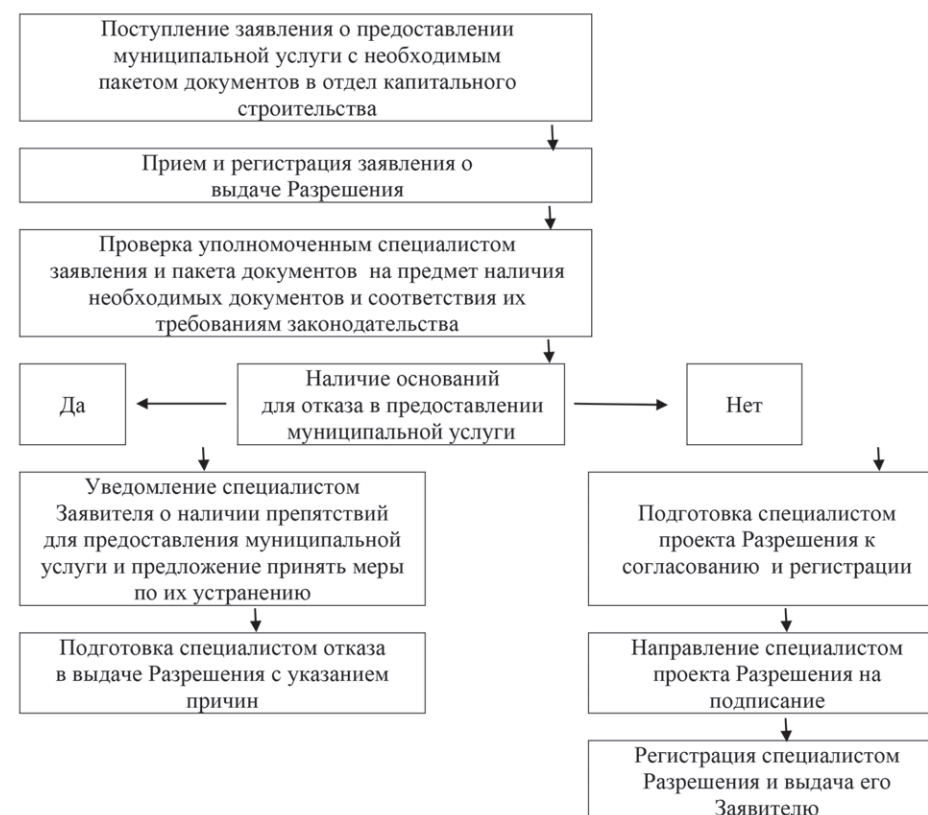 Поступление заявления о предоставлении
муниципальной услуги с необходимым
пакетом документов в отдел капитального
строительства
Прием и регистрация заявления о
выдаче Разрешения
Проверка уполномоченным специалистом
заявления и пакета документов на предмет наличия
необходимых документов и соответствия их
требованиям законодательства
Да
Наличие оснований
для отказа в предоставлении
муниципальной услуги
Нет
Уведомление специалистом
Заявителя о наличии препятствий
для предоставления муниципальной
услуги и предложение принять меры
по их устранению
Подготовка специалистом отказа
в выдаче Разрешения с указанием
причин
Подготовка специалистом
проекта Разрешения к
согласованию и регистрации
Направление специалистом
проекта Разрешения на
подписание
Регистрация специалистом
Разрешения и выдача его
Заявителю